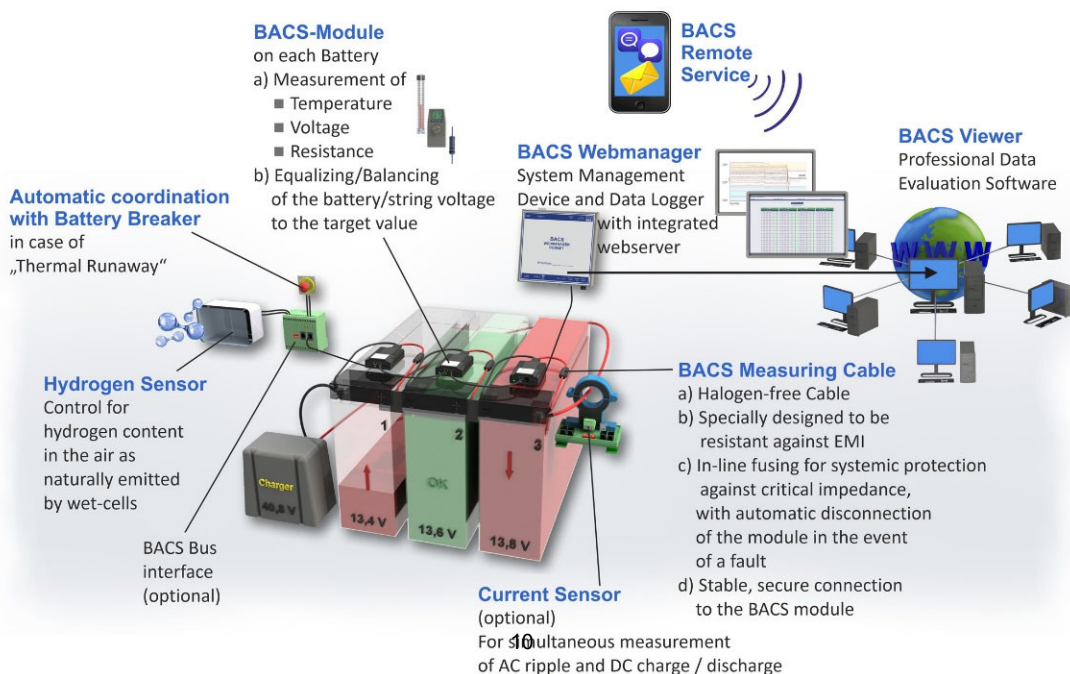 BACS-Module
on each Battery
a) Measurement of
■ Temperature
■ Voltage
■ Resistance
b) Equalizing/Balancing
of the battery/string voltage
to the target value
BACS
Remote
Service
BACS Webmanager
System Management
Device and Data Logger
with integrated
webserver
BACS Viewer
Professional Data
Evaluation Software
WWW
Automatic coordination
with Battery Breaker
in case of
„Thermal Runaway“
BACS
Hydrogen Sensor
Control for
hydrogen content
in the air as
naturally emitted
by wet-cells
Charger
40,8 V
1
13,4 V
2
OK
13,6 V
3
13,8 V
BACS Measuring Cable
a) Halogen-free Cable
b) Specially designed to be
resistant against EMI
c) In-line fusing for systemic protection
against critical impedance,
with automatic disconnection
of the module in the event
of a fault
d) Stable, secure connection
to the BACS module
BACS Bus
interface
(optional)
Current Sensor
(optional)
For simultaneous measurement
of AC ripple and DC charge / discharge
10